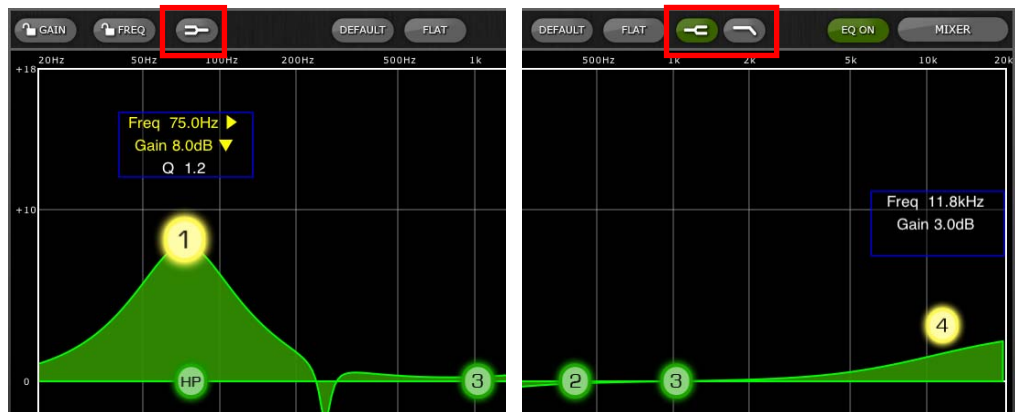 GAIN FREQ DEFAULT FLAT
20Hz 50Hz 100Hz 200Hz 500Hz 1k
+18
Freq 75.0Hz
Gain 8.0dB
Q 1.2
+10
1
0 HP 3
DEFAULT FLAT EQ ON MIXER
500Hz 1k 2k 5k 10k 20k
Freq 11.8kHz
Gain 3.0dB
4
2 3